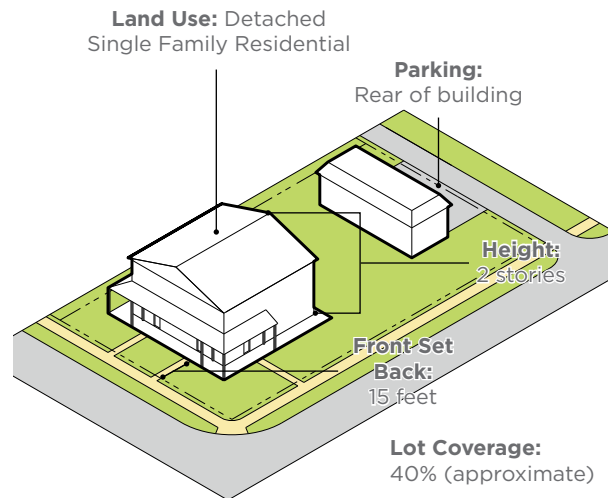 Land Use: Detached
Single Family Residential
Parking:
Rear of building
Height:
2 stories
Front Set
Back:
15 feet
Lot Coverage:
40% (approximate)